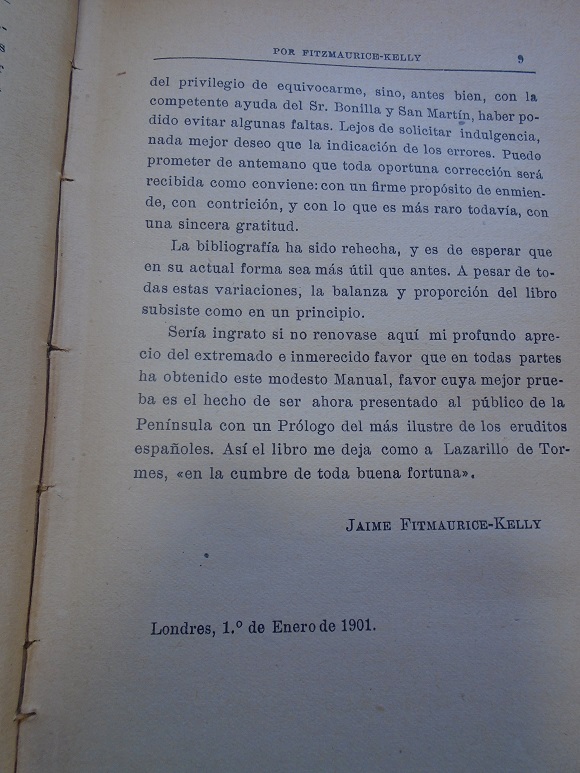 POR FITZMAURICE-KELLY 9
del privilegio de equivocarme, sino, antes bien, con la
competente ayuda del Sr. Bonilla y San Martín, haber po-
dido evitar algunas faltas. Lejos de solicitar indulgencia,
nada mejor deseo que la indicación de los errores. Puedo
prometer de antemano que toda oportuna corrección será
recibida como conviene: con un firme propósito de enmien-
de, con contrición, y con lo que es más raro todavía, con
una sincera gratitud.
La bibliografía ha sido rehecha, y es de esperar que
en su actual forma sea más útil que antes. A pesar de to-
das estas variaciones, la balanza y proporción del libro
subsiste como en un principio.
Sería ingrato si no renovase aquí mi profundo apre-
cio del extremado e inmerecido favor que en todas partes
ha obtenido este modesto Manual, favor cuya mejor prue-
ba es el hecho de ser ahora presentado al público de la
Península con un Prólogo del más ilustre de los eruditos
españoles. Así el libro me deja como a Lazarillo de Tor-
mes, «en la cumbre de toda buena fortuna».
JAIME FITMAURICE-KELLY
Londres, 1.º de Enero de 1901.